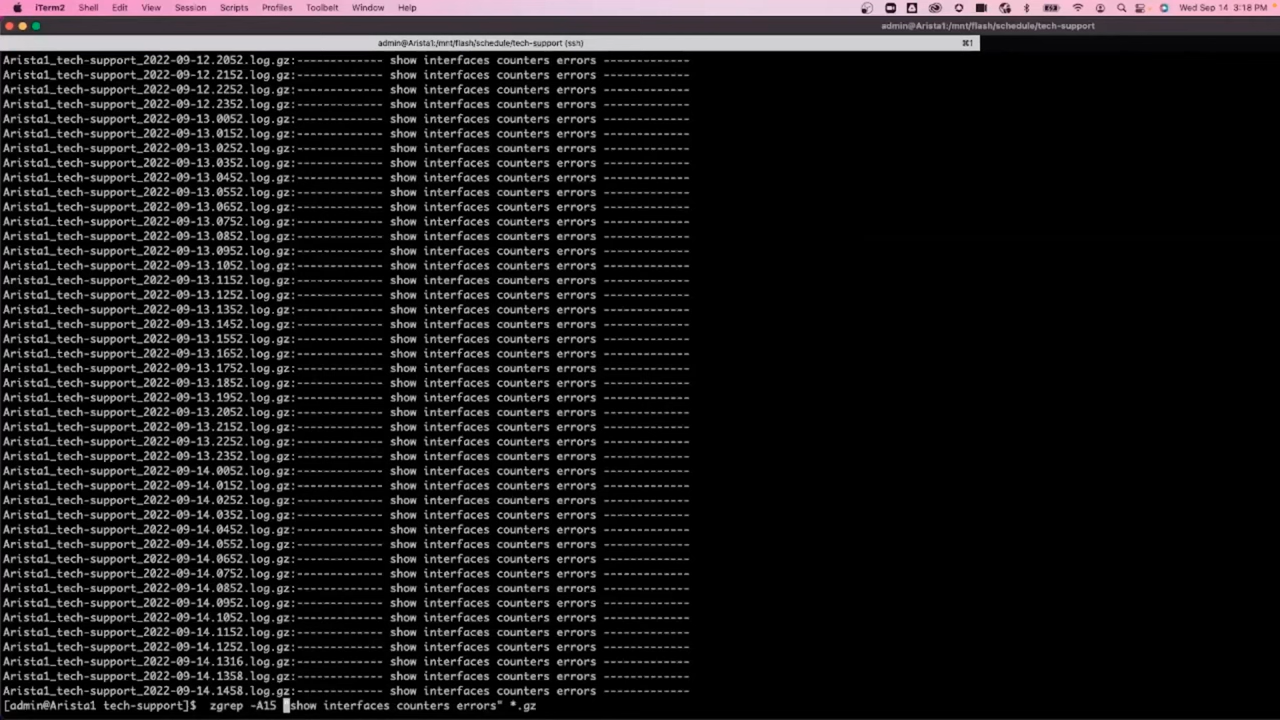 iTerm2 Shell Edit View Session Scripts Profiles Toolbelt Window Help Wed Sep 14 3:18 PM
admin@Arista1:/mnt/flash/schedule/tech-support
admin@Arista1:/mnt/flash/schedule/tech-support (ssh) ⌘1
Arista1_tech-support_2022-09-12.2052.log.gz:------------- show interfaces counters errors -------------
Arista1_tech-support_2022-09-12.2152.log.gz:------------- show interfaces counters errors -------------
Arista1_tech-support_2022-09-12.2252.log.gz:------------- show interfaces counters errors -------------
Arista1_tech-support_2022-09-12.2352.log.gz:------------- show interfaces counters errors -------------
Arista1_tech-support_2022-09-13.0052.log.gz:------------- show interfaces counters errors -------------
Arista1_tech-support_2022-09-13.0152.log.gz:------------- show interfaces counters errors -------------
Arista1_tech-support_2022-09-13.0252.log.gz:------------- show interfaces counters errors -------------
Arista1_tech-support_2022-09-13.0352.log.gz:------------- show interfaces counters errors -------------
Arista1_tech-support_2022-09-13.0452.log.gz:------------- show interfaces counters errors -------------
Arista1_tech-support_2022-09-13.0552.log.gz:------------- show interfaces counters errors -------------
Arista1_tech-support_2022-09-13.0652.log.gz:------------- show interfaces counters errors -------------
Arista1_tech-support_2022-09-13.0752.log.gz:------------- show interfaces counters errors -------------
Arista1_tech-support_2022-09-13.0852.log.gz:------------- show interfaces counters errors -------------
Arista1_tech-support_2022-09-13.0952.log.gz:------------- show interfaces counters errors -------------
Arista1_tech-support_2022-09-13.1052.log.gz:------------- show interfaces counters errors -------------
Arista1_tech-support_2022-09-13.1152.log.gz:------------- show interfaces counters errors -------------
Arista1_tech-support_2022-09-13.1252.log.gz:------------- show interfaces counters errors -------------
Arista1_tech-support_2022-09-13.1352.log.gz:------------- show interfaces counters errors -------------
Arista1_tech-support_2022-09-13.1452.log.gz:------------- show interfaces counters errors -------------
Arista1_tech-support_2022-09-13.1552.log.gz:------------- show interfaces counters errors -------------
Arista1_tech-support_2022-09-13.1652.log.gz:------------- show interfaces counters errors -------------
Arista1_tech-support_2022-09-13.1752.log.gz:------------- show interfaces counters errors -------------
Arista1_tech-support_2022-09-13.1852.log.gz:------------- show interfaces counters errors -------------
Arista1_tech-support_2022-09-13.1952.log.gz:------------- show interfaces counters errors -------------
Arista1_tech-support_2022-09-13.2052.log.gz:------------- show interfaces counters errors -------------
Arista1_tech-support_2022-09-13.2152.log.gz:------------- show interfaces counters errors -------------
Arista1_tech-support_2022-09-13.2252.log.gz:------------- show interfaces counters errors -------------
Arista1_tech-support_2022-09-13.2352.log.gz:------------- show interfaces counters errors -------------
Arista1_tech-support_2022-09-14.0052.log.gz:------------- show interfaces counters errors -------------
Arista1_tech-support_2022-09-14.0152.log.gz:------------- show interfaces counters errors -------------
Arista1_tech-support_2022-09-14.0252.log.gz:------------- show interfaces counters errors -------------
Arista1_tech-support_2022-09-14.0352.log.gz:------------- show interfaces counters errors -------------
Arista1_tech-support_2022-09-14.0452.log.gz:------------- show interfaces counters errors -------------
Arista1_tech-support_2022-09-14.0552.log.gz:------------- show interfaces counters errors -------------
Arista1_tech-support_2022-09-14.0652.log.gz:------------- show interfaces counters errors -------------
Arista1_tech-support_2022-09-14.0752.log.gz:------------- show interfaces counters errors -------------
Arista1_tech-support_2022-09-14.0852.log.gz:------------- show interfaces counters errors -------------
Arista1_tech-support_2022-09-14.0952.log.gz:------------- show interfaces counters errors -------------
Arista1_tech-support_2022-09-14.1052.log.gz:------------- show interfaces counters errors -------------
Arista1_tech-support_2022-09-14.1152.log.gz:------------- show interfaces counters errors -------------
Arista1_tech-support_2022-09-14.1252.log.gz:------------- show interfaces counters errors -------------
Arista1_tech-support_2022-09-14.1316.log.gz:------------- show interfaces counters errors -------------
Arista1_tech-support_2022-09-14.1358.log.gz:------------- show interfaces counters errors -------------
Arista1_tech-support_2022-09-14.1458.log.gz:------------- show interfaces counters errors -------------
[admin@Arista1 tech-support]$ zgrep -A15 show interfaces counters errors" *.gz